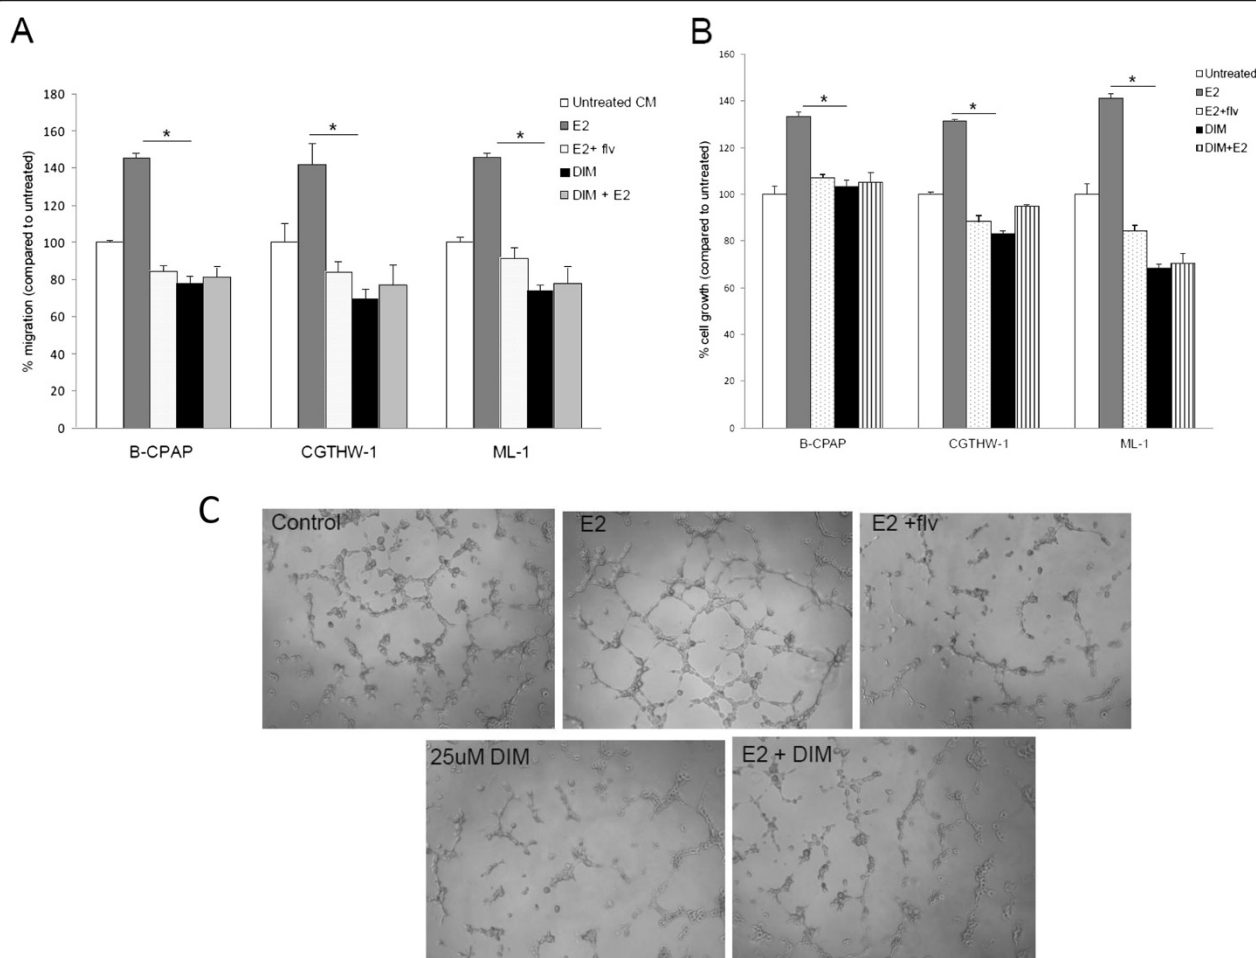 A
% migration (compared to untreated)
180
160
140
120
100
80
60
40
20
0
*
*
*
B-CPAP
CGTHW-1
ML-1
Untreated CM
E2
E2+ flv
DIM
DIM + E2
B
% cell growth (compared to untreated)
160
140
120
100
80
60
40
20
0
*
*
*
B-CPAP
CGTHW-1
ML-1
Untreated
E2
E2+flv
DIM
DIM+E2
C
Control
E2
E2 +flv
25uM DIM
E2 + DIM